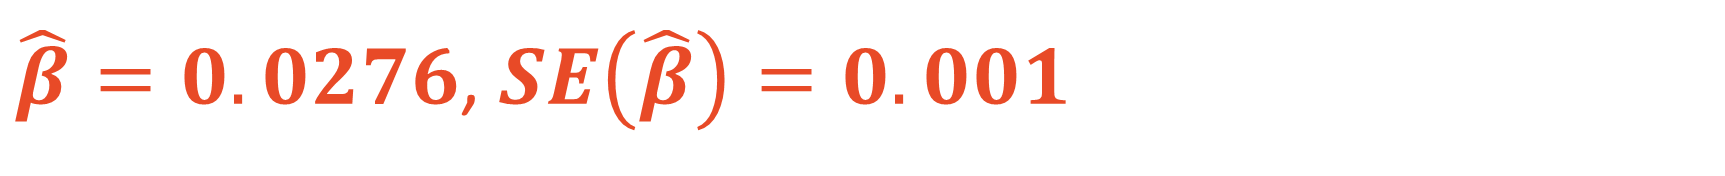 β̂ = 0.0276, SE(β̂) = 0.001